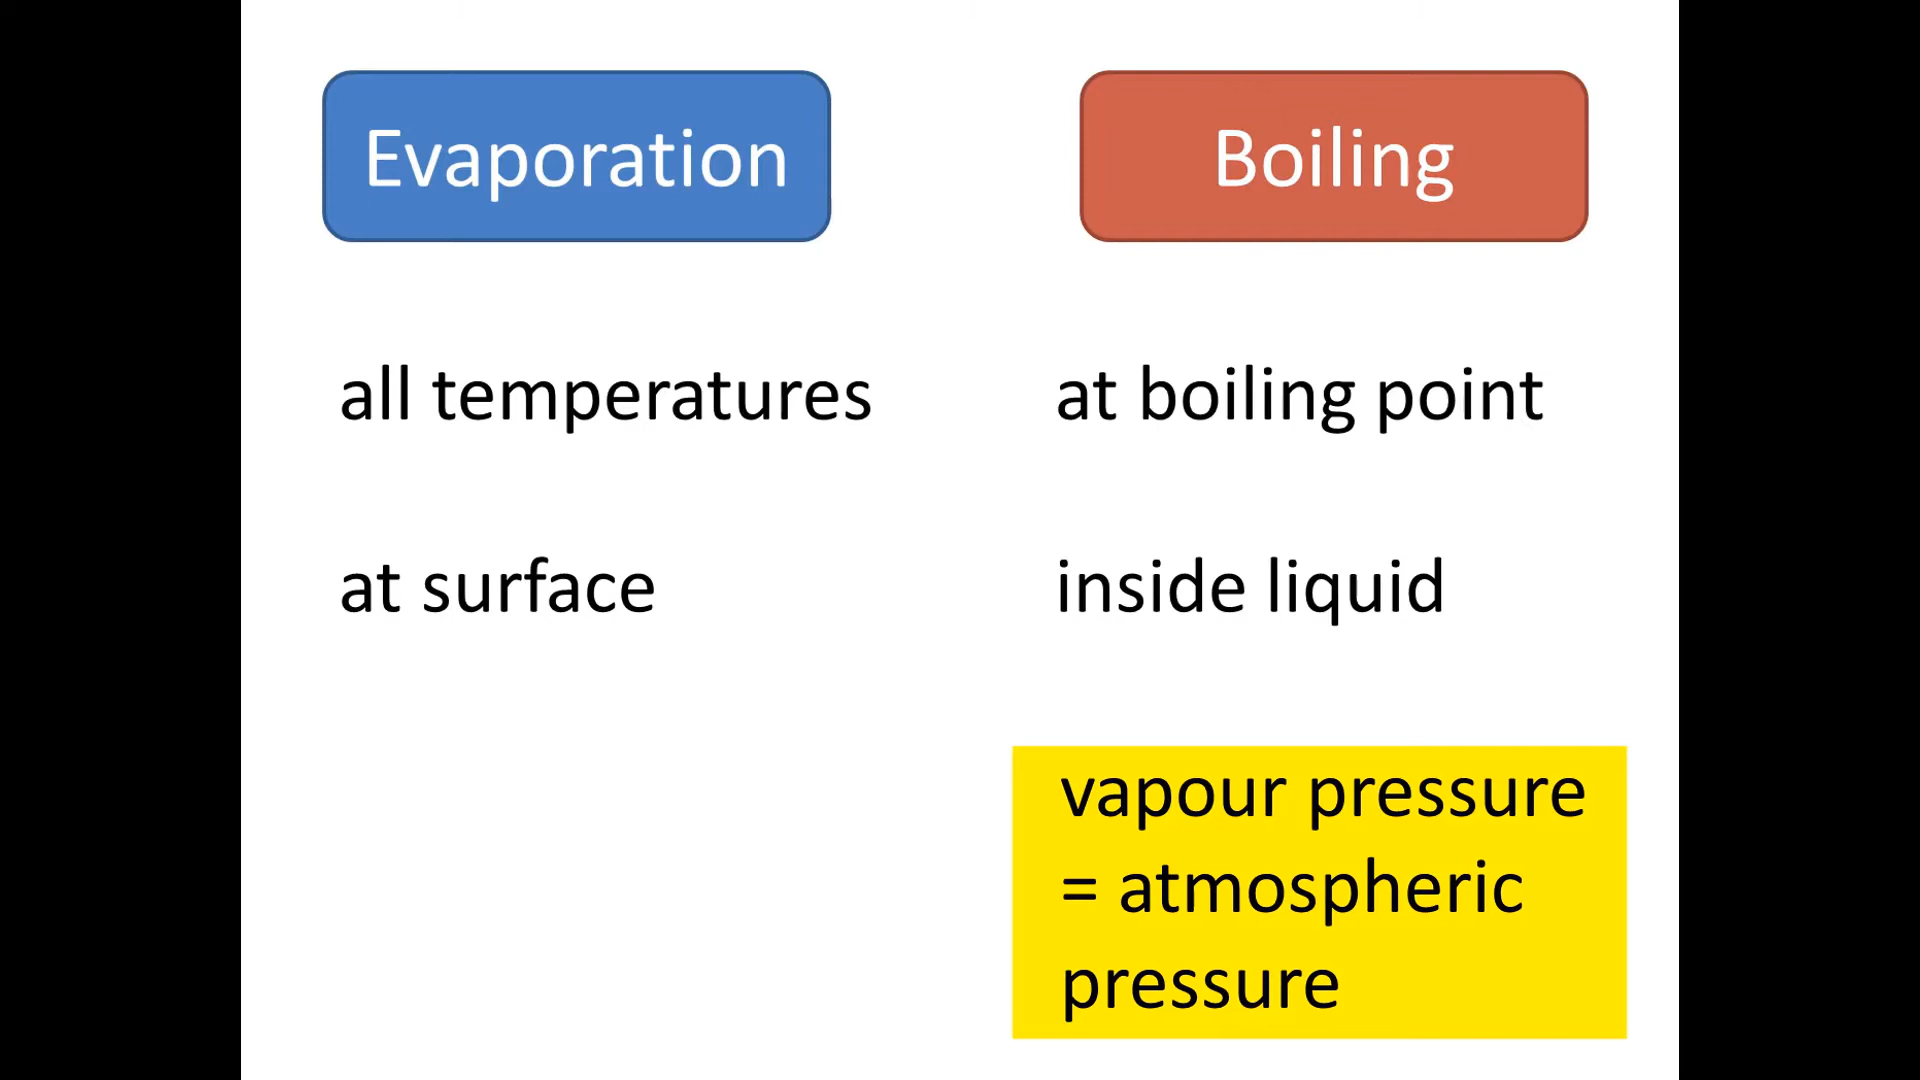 Evaporation
Boiling
all temperatures
at boiling point
at surface
inside liquid
vapour pressure
= atmospheric
pressure